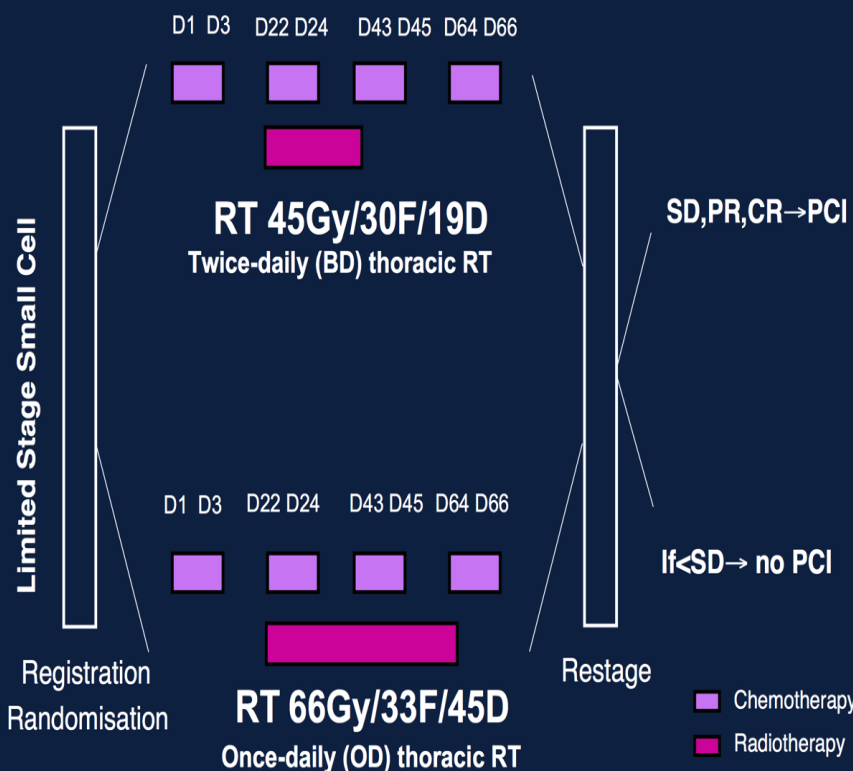 D1 D3 D22 D24 D43 D45 D64 D66
RT 45Gy/30F/19D
Twice-daily (BD) thoracic RT
SD,PR,CR→PCI
Limited Stage Small Cell
D1 D3 D22 D24 D43 D45 D64 D66
If<SD→ no PCI
Registration
Randomisation
RT 66Gy/33F/45D
Once-daily (OD) thoracic RT
Restage
Chemotherapy
Radiotherapy